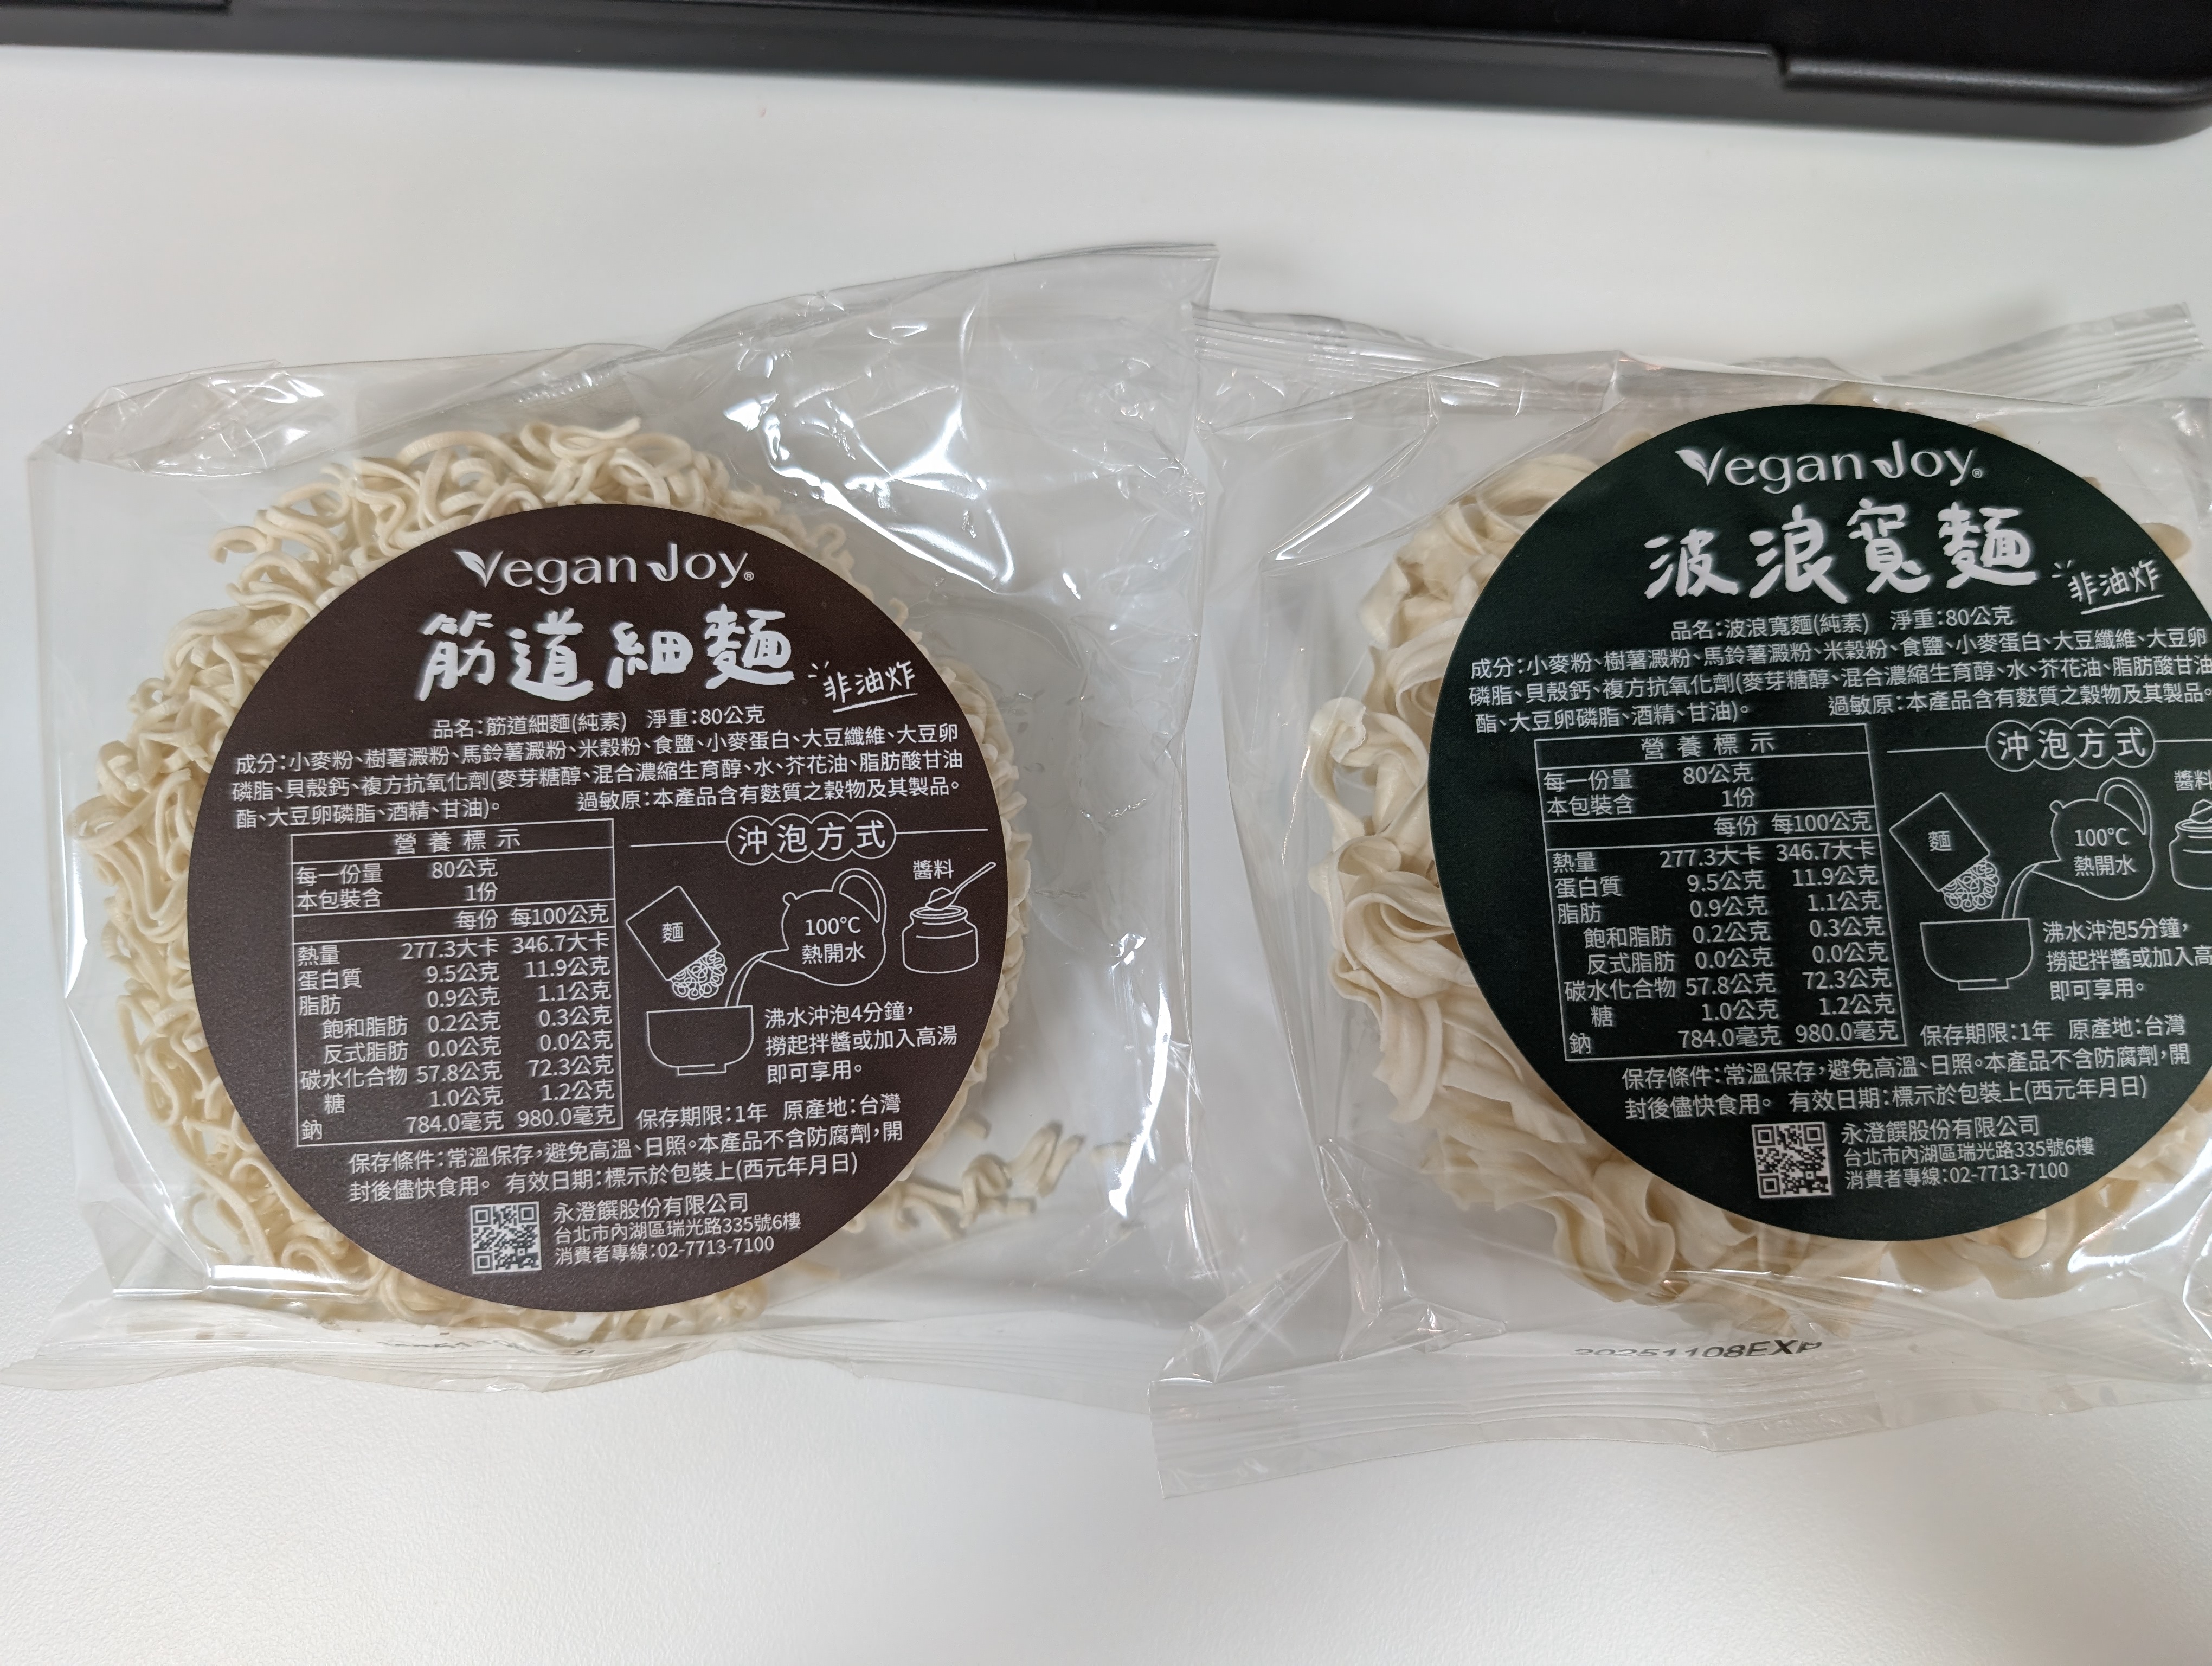 Vegan Joy®
筋道細麵
非油炸
品名:筋道細麵(純素) 淨重:80公克
成分:小麥粉、樹薯澱粉、馬鈴薯澱粉、米穀粉、食鹽、小麥蛋白、大豆纖維、大豆卵
磷脂、貝殼鈣、複方抗氧化劑(麥芽糖醇、混合濃縮生育醇、水、芥花油、脂肪酸甘油
酯、大豆卵磷脂、酒精、甘油)。 過敏原:本產品含有麩質之穀物及其製品。
營養標示
每一份量 80公克
本包裝含 1份
每份 每100公克
熱量 277.3大卡 346.7大卡
蛋白質 9.5公克 11.9公克
脂肪 0.9公克 1.1公克
飽和脂肪 0.2公克 0.3公克
反式脂肪 0.0公克 0.0公克
碳水化合物 57.8公克 72.3公克
糖 1.0公克 1.2公克
鈉 784.0毫克 980.0毫克
沖泡方式
麵
100°C
熱開水
醬料
沸水沖泡4分鐘,
撈起拌醬或加入高湯
即可享用。
保存期限:1年 原產地:台灣
保存條件:常溫保存,避免高溫、日照。本產品不含防腐劑,開
封後儘快食用。 有效日期:標示於包裝上(西元年月日)
永澄饌股份有限公司
台北市內湖區瑞光路335號6樓
消費者專線:02-7713-7100
Vegan Joy®
波浪寬麵
非油炸
品名:波浪寬麵(純素) 淨重:80公克
成分:小麥粉、樹薯澱粉、馬鈴薯澱粉、米穀粉、食鹽、小麥蛋白、大豆纖維、大豆卵
磷脂、貝殼鈣、複方抗氧化劑(麥芽糖醇、混合濃縮生育醇、水、芥花油、脂肪酸甘油
酯、大豆卵磷脂、酒精、甘油)。 過敏原:本產品含有麩質之穀物及其製品。
營養標示
每一份量 80公克
本包裝含 1份
每份 每100公克
熱量 277.3大卡 346.7大卡
蛋白質 9.5公克 11.9公克
脂肪 0.9公克 1.1公克
飽和脂肪 0.2公克 0.3公克
反式脂肪 0.0公克 0.0公克
碳水化合物 57.8公克 72.3公克
糖 1.0公克 1.2公克
鈉 784.0毫克 980.0毫克
沖泡方式
麵
100°C
熱開水
醬料
沸水沖泡5分鐘,
撈起拌醬或加入高
即可享用。
保存期限:1年 原產地:台灣
保存條件:常溫保存,避免高溫、日照。本產品不含防腐劑,開
封後儘快食用。 有效日期:標示於包裝上(西元年月日)
永澄饌股份有限公司
台北市內湖區瑞光路335號6樓
消費者專線:02-7713-7100
20251108EXP